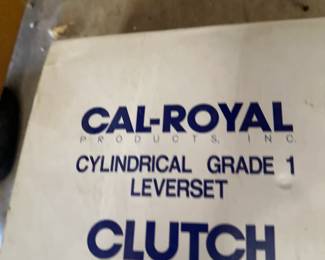 CAL-ROYAL
PRODUCTS, INC.
CYLINDRICAL GRADE 1
LEVERSET
CLUTCH